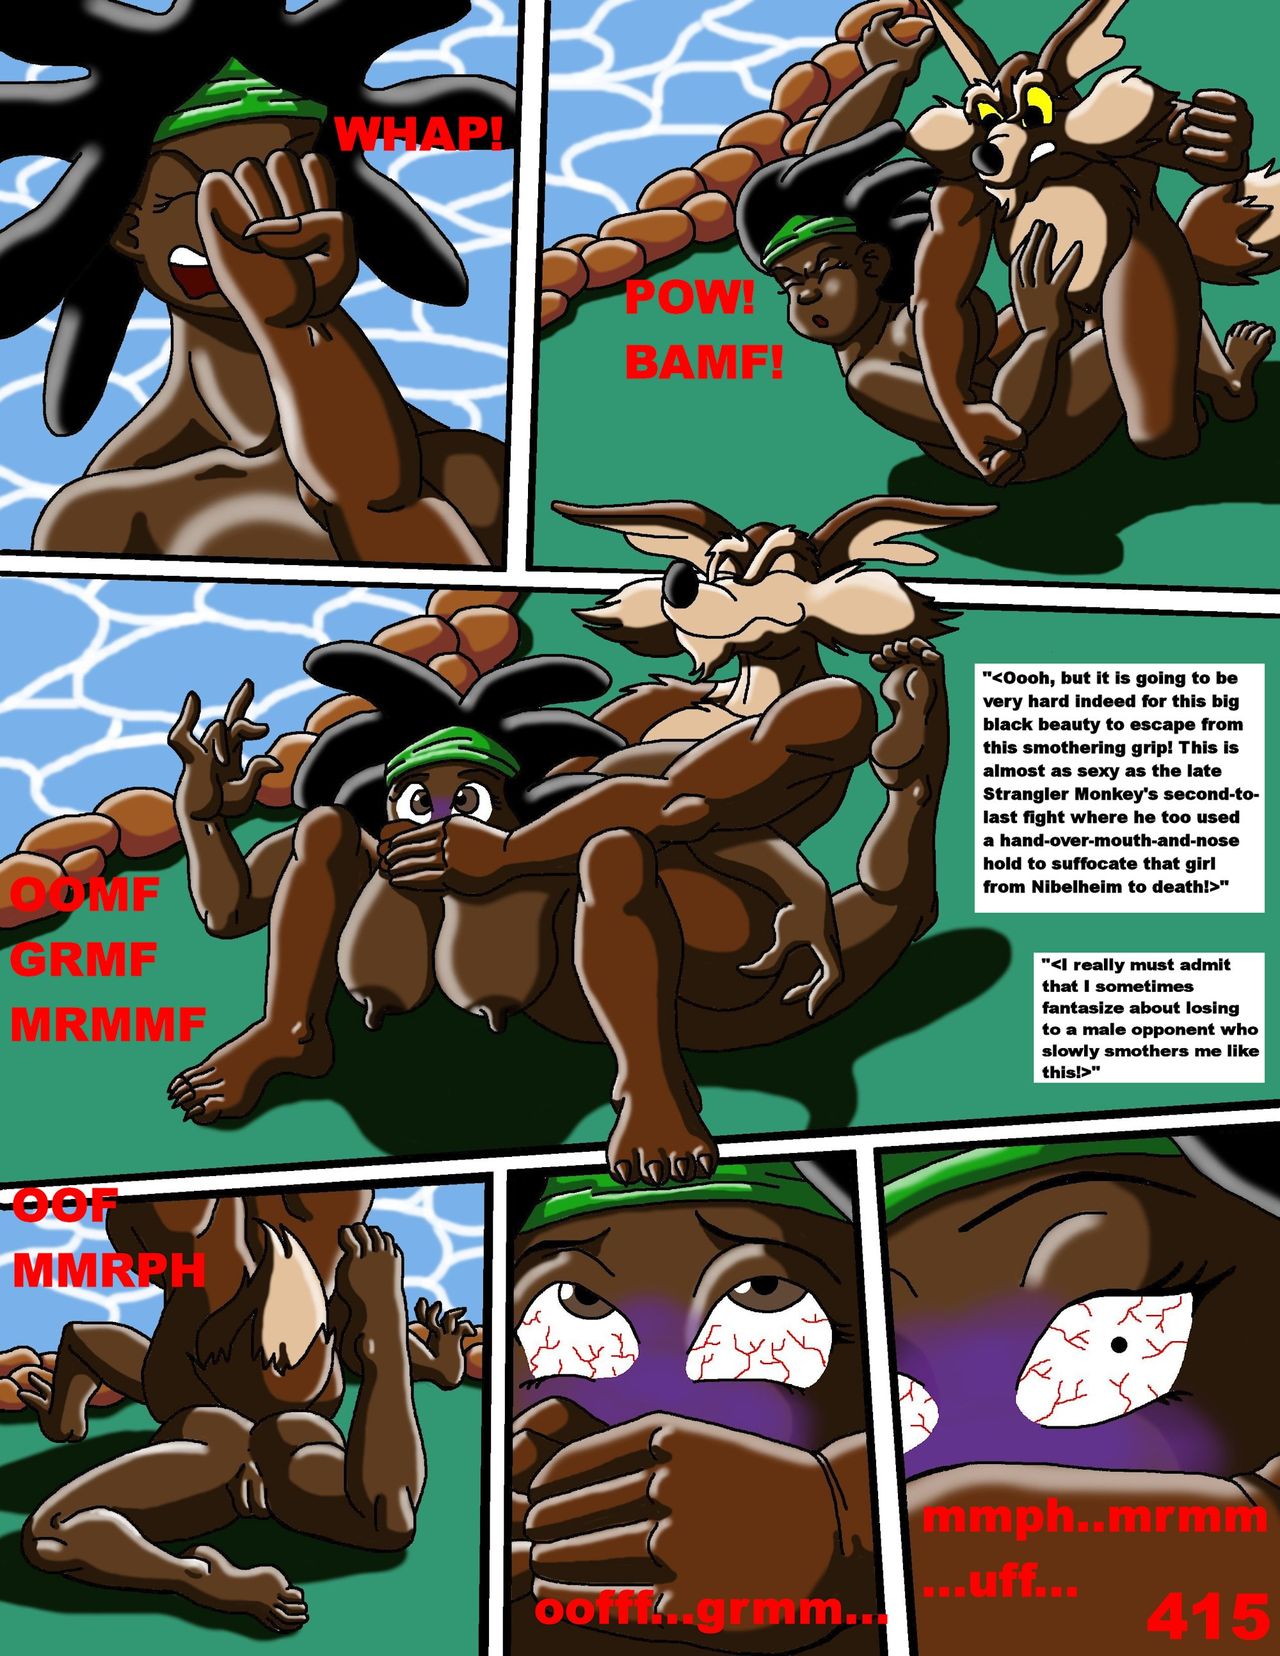 WHAP!
POW!
BAMF!
"<Oooh, but it is going to be
very hard indeed for this big
black beauty to escape from
this smothering grip! This is
almost as sexy as the late
Strangler Monkey's second-to-
last fight where he too used
a hand-over-mouth-and-nose
hold to suffocate that girl
from Nibelheim to death!>"
OOMF
GRMF
MRMMF
"<I really must admit
that I sometimes
fantasize about losing
to a male opponent who
slowly smothers me like
this!>"
OOF
MMRPH
oofff...grmm...
mmph..mrmm
...uff...
415